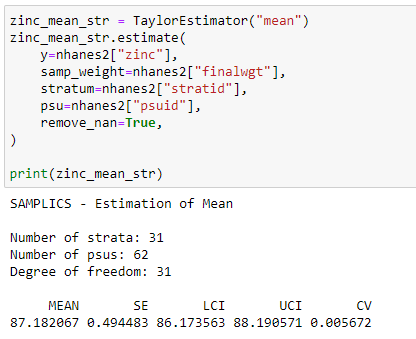 zinc_mean_str = TaylorEstimator("mean")
zinc_mean_str.estimate(
    y=nhanes2["zinc"],
    samp_weight=nhanes2["finalwgt"],
    stratum=nhanes2["stratid"],
    psu=nhanes2["psuid"],
    remove_nan=True,
)
print(zinc_mean_str)
SAMPLICS - Estimation of Mean
Number of strata: 31
Number of psus: 62
Degree of freedom: 31
     MEAN       SE       LCI       UCI       CV
87.182067 0.494483 86.173563 88.190571 0.005672